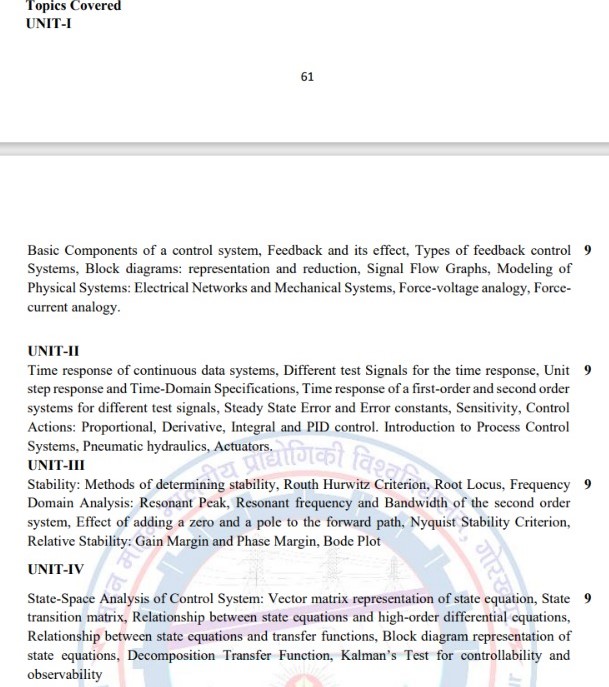 Topics Covered
UNIT-I
61
Basic Components of a control system, Feedback and its effect, Types of feedback control 9
Systems, Block diagrams: representation and reduction, Signal Flow Graphs, Modeling of
Physical Systems: Electrical Networks and Mechanical Systems, Force-voltage analogy, Force-
current analogy.
UNIT-II
Time response of continuous data systems, Different test Signals for the time response, Unit 9
step response and Time-Domain Specifications, Time response of a first-order and second order
systems for different test signals, Steady State Error and Error constants, Sensitivity, Control
Actions: Proportional, Derivative, Integral and PID control. Introduction to Process Control
Systems, Pneumatic hydraulics, Actuators.
UNIT-III
Stability: Methods of determining stability, Routh Hurwitz Criterion, Root Locus, Frequency 9
Domain Analysis: Resonant Peak, Resonant frequency and Bandwidth of the second order
system, Effect of adding a zero and a pole to the forward path, Nyquist Stability Criterion,
Relative Stability: Gain Margin and Phase Margin, Bode Plot
UNIT-IV
State-Space Analysis of Control System: Vector matrix representation of state equation, State 9
transition matrix, Relationship between state equations and high-order differential equations,
Relationship between state equations and transfer functions, Block diagram representation of
state equations, Decomposition Transfer Function, Kalman's Test for controllability and
observability